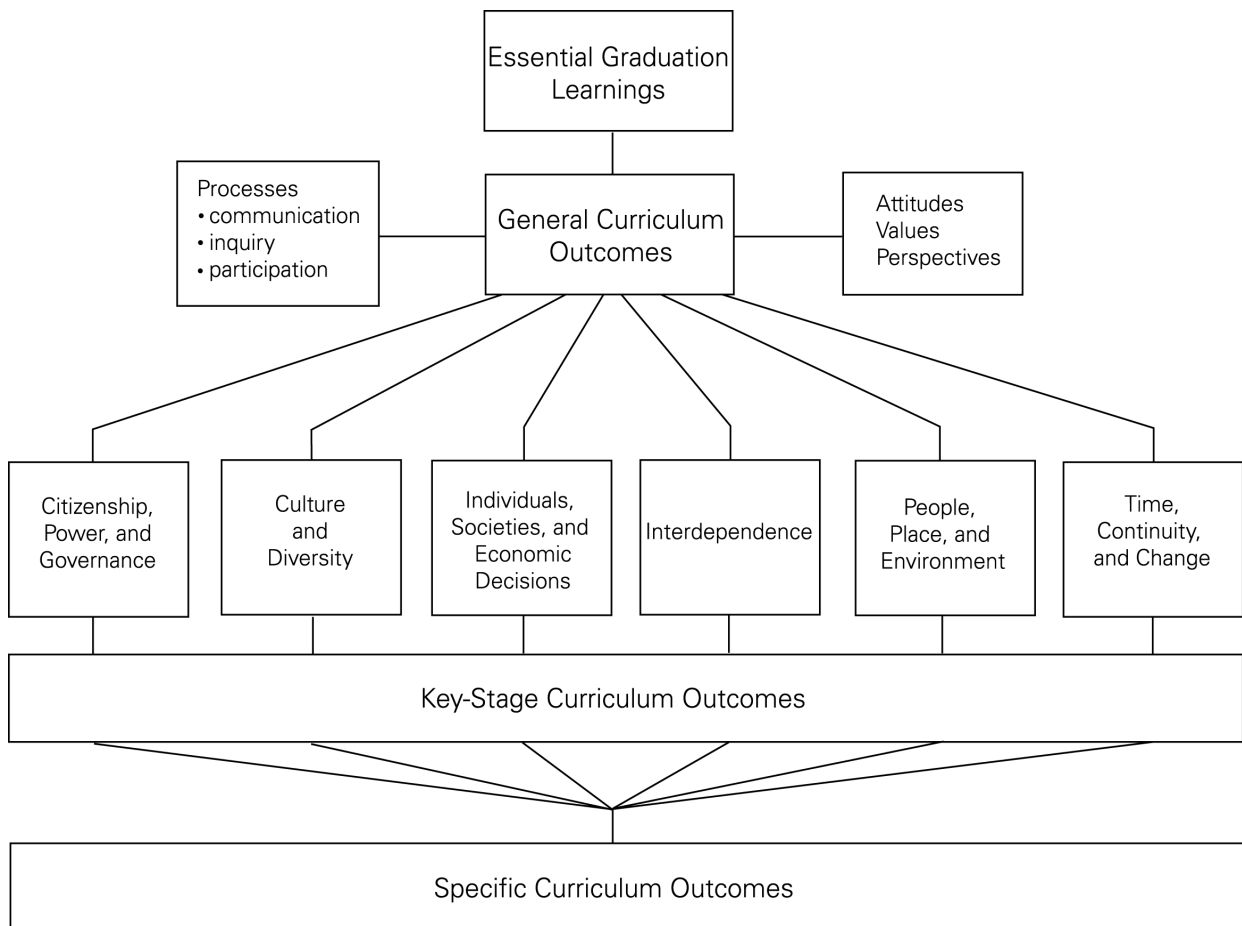 Essential Graduation
Learnings
Processes
• communication
• inquiry
• participation
General Curriculum
Outcomes
Attitudes
Values
Perspectives
Citizenship,
Power, and
Governance
Culture
and
Diversity
Individuals,
Societies, and
Economic
Decisions
Interdependence
People,
Place, and
Environment
Time,
Continuity,
and Change
Key-Stage Curriculum Outcomes
Specific Curriculum Outcomes